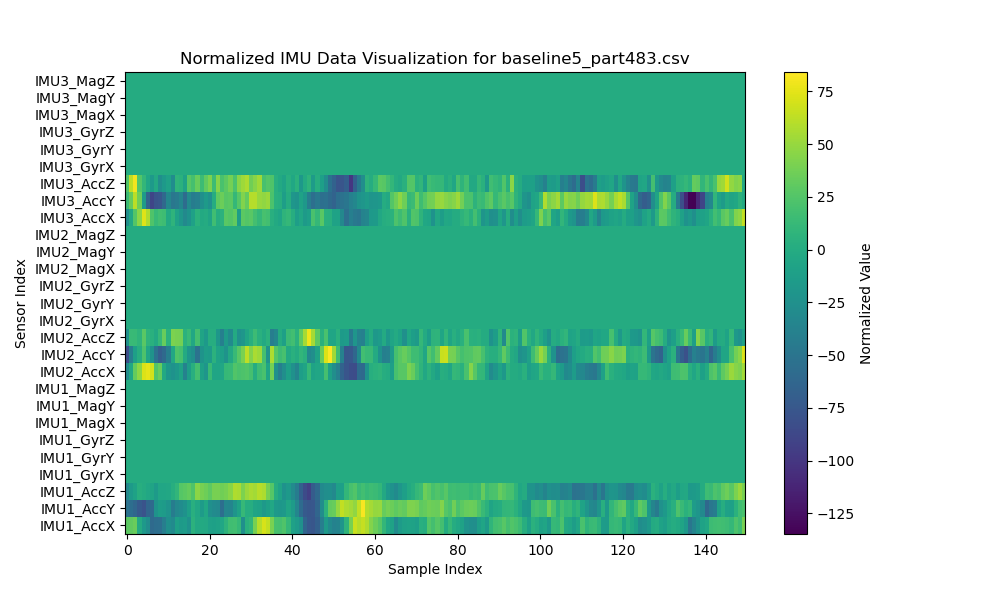 Normalized IMU Data Visualization for baseline5_part483.csv
IMU3_MagZ
IMU3_MagY
IMU3_MagX
IMU3_GyrZ
IMU3_GyrY
IMU3_GyrX
IMU3_AccZ
IMU3_AccY
IMU3_AccX
IMU2_MagZ
IMU2_MagY
IMU2_MagX
IMU2_GyrZ
IMU2_GyrY
IMU2_GyrX
IMU2_AccZ
IMU2_AccY
IMU2_AccX
IMU1_MagZ
IMU1_MagY
IMU1_MagX
IMU1_GyrZ
IMU1_GyrY
IMU1_GyrX
IMU1_AccZ
IMU1_AccY
IMU1_AccX
Sensor Index
0 20 40 60 80 100 120 140
Sample Index
75
50
25
0
−25
−50
−75
−100
−125
Normalized Value